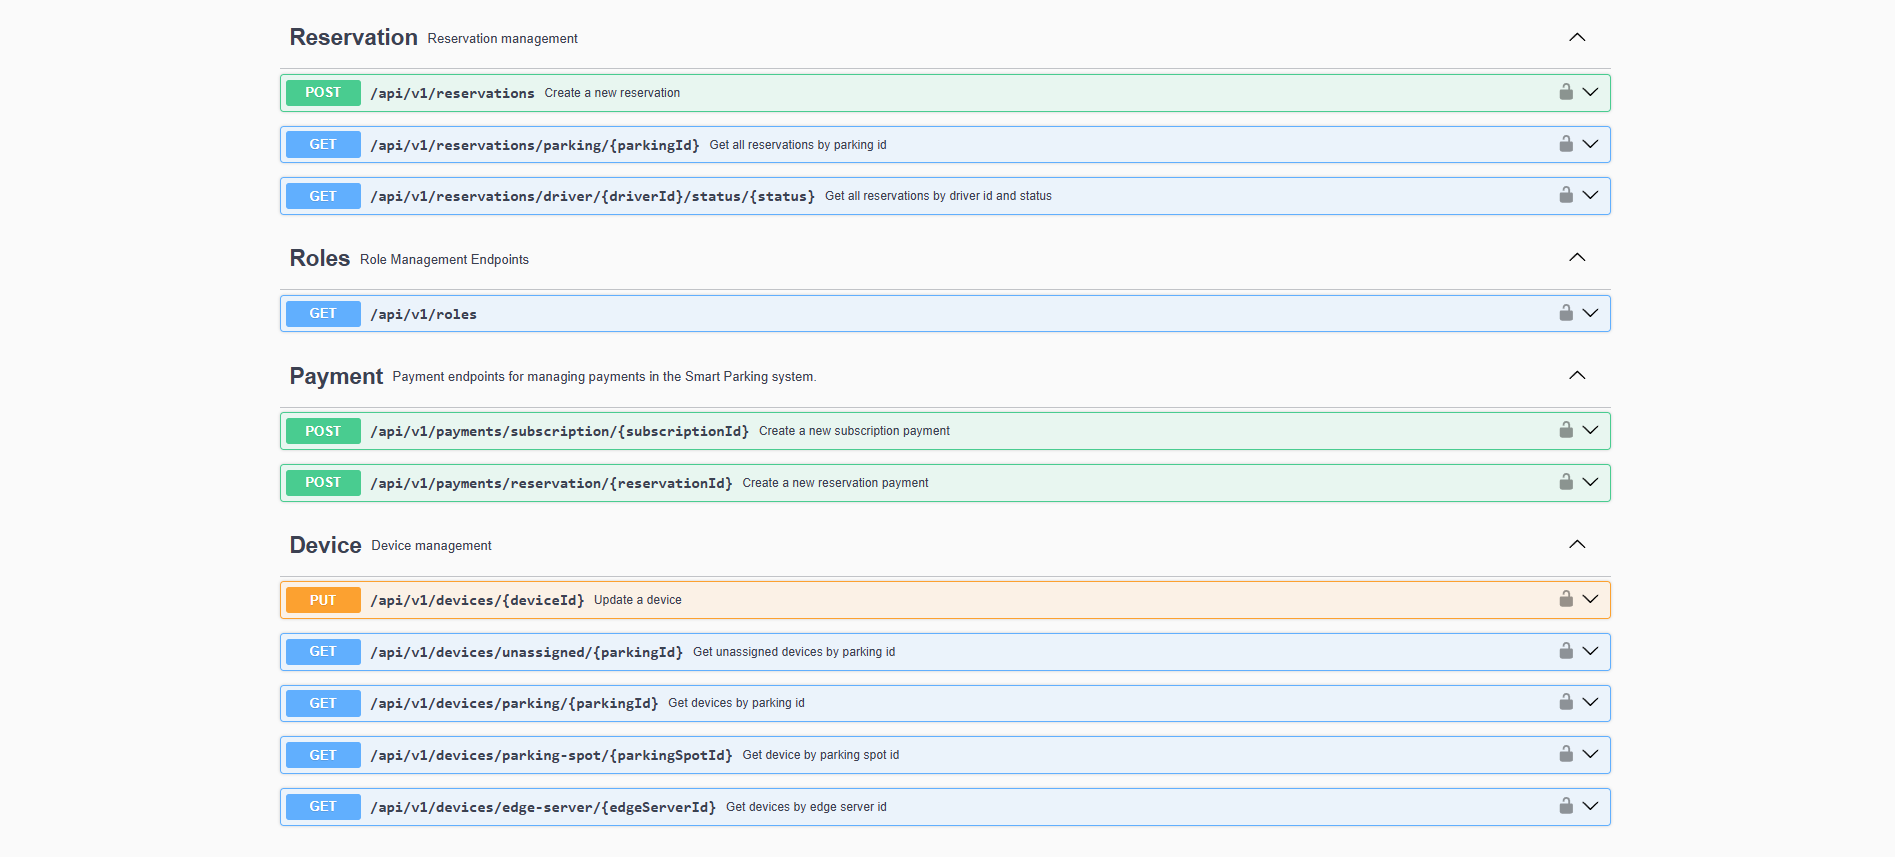 Reservation Reservation management
POST /api/v1/reservations Create a new reservation
GET /api/v1/reservations/parking/{parkingId} Get all reservations by parking id
GET /api/v1/reservations/driver/{driverId}/status/{status} Get all reservations by driver id and status
Roles Role Management Endpoints
GET /api/v1/roles
Payment Payment endpoints for managing payments in the Smart Parking system.
POST /api/v1/payments/subscription/{subscriptionId} Create a new subscription payment
POST /api/v1/payments/reservation/{reservationId} Create a new reservation payment
Device Device management
PUT /api/v1/devices/{deviceId} Update a device
GET /api/v1/devices/unassigned/{parkingId} Get unassigned devices by parking id
GET /api/v1/devices/parking/{parkingId} Get devices by parking id
GET /api/v1/devices/parking-spot/{parkingSpotId} Get device by parking spot id
GET /api/v1/devices/edge-server/{edgeServerId} Get devices by edge server id